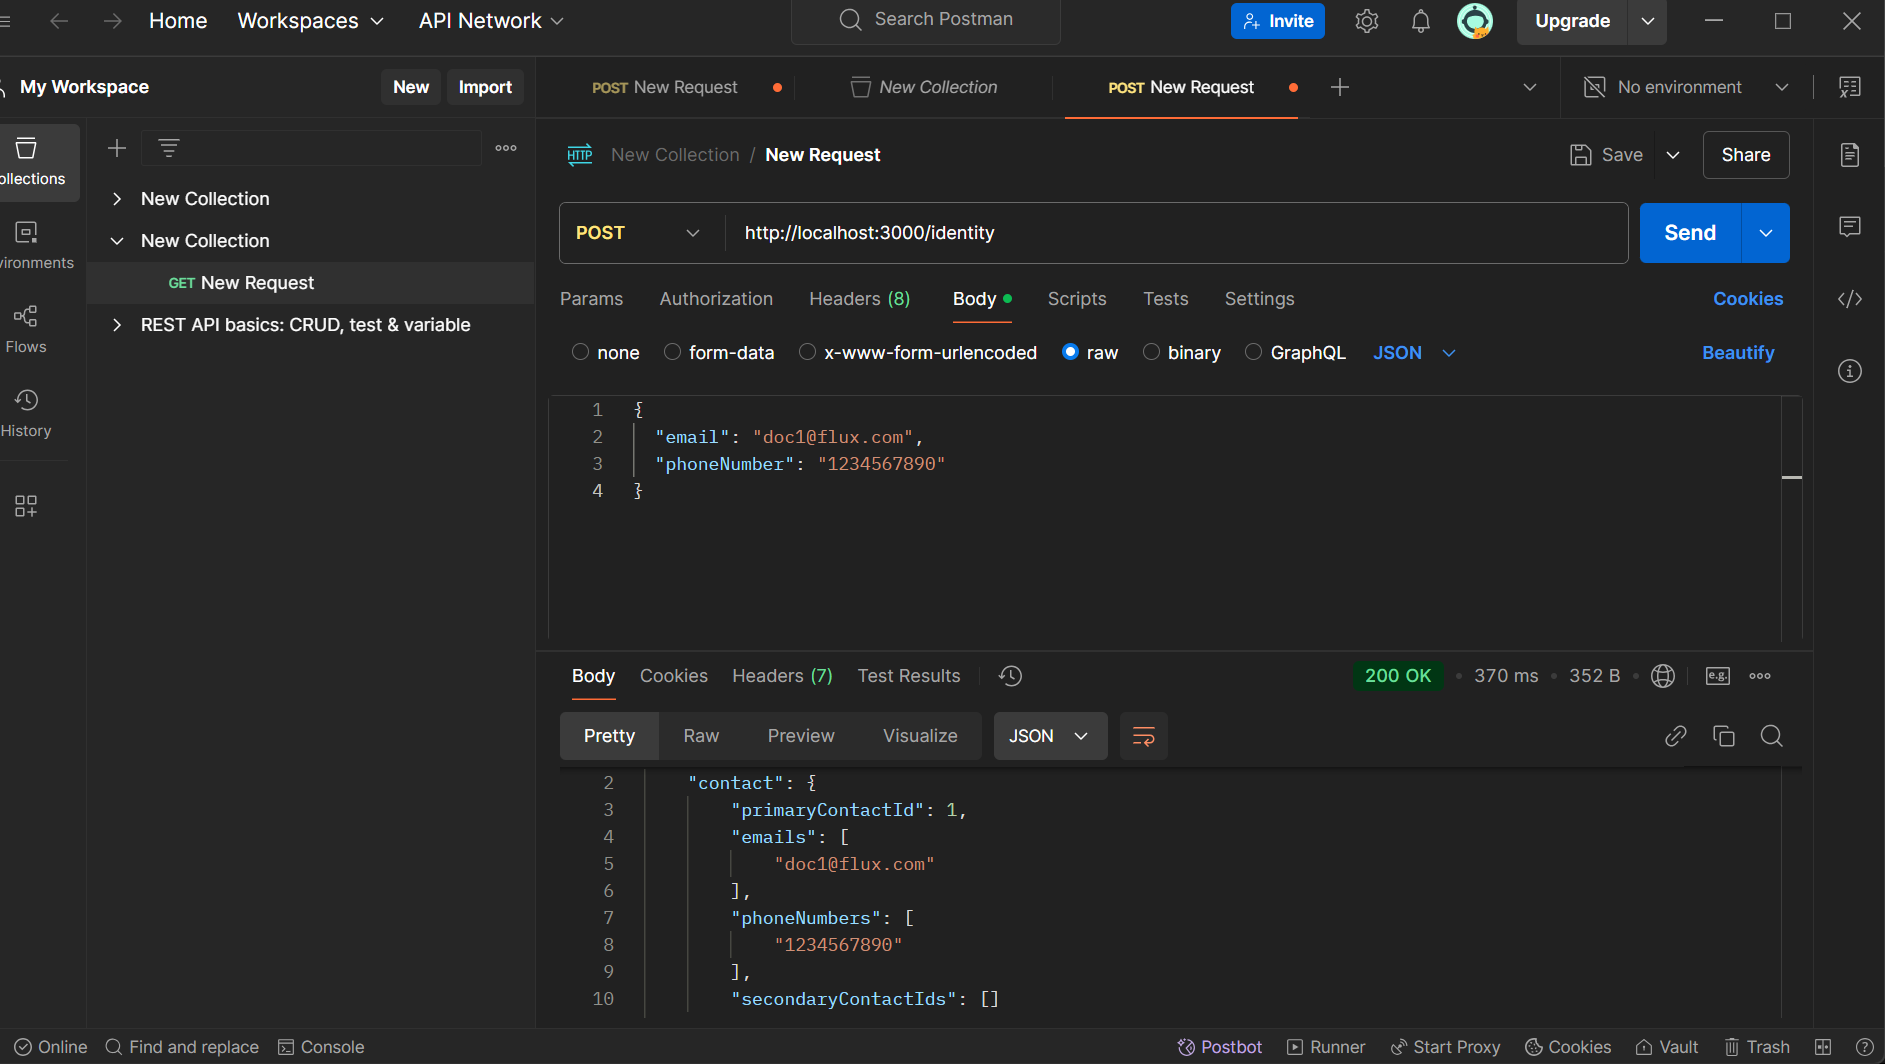 Home Workspaces API Network Search Postman Invite Upgrade
My Workspace New Import POST New Request New Collection POST New Request No environment
ollections
New Collection / New Request Save Share
HTTP
New Collection
POST http://localhost:3000/identity Send
New Collection
vironments
GET New Request
Params Authorization Headers (8) Body Scripts Tests Settings Cookies
REST API basics: CRUD, test & variable
Flows
none form-data x-www-form-urlencoded raw binary GraphQL JSON Beautify
History
1 {
2 "email": "doc1@flux.com",
3 "phoneNumber": "1234567890"
4 }
Body Cookies Headers (7) Test Results 200 OK • 370 ms • 352 B • e.g.
Pretty Raw Preview Visualize JSON
2 "contact": {
3 "primaryContactId": 1,
4 "emails": [
5 "doc1@flux.com"
6 ],
7 "phoneNumbers": [
8 "1234567890"
9 ],
10 "secondaryContactIds": []
Online Find and replace Console Postbot Runner Start Proxy Cookies Vault Trash